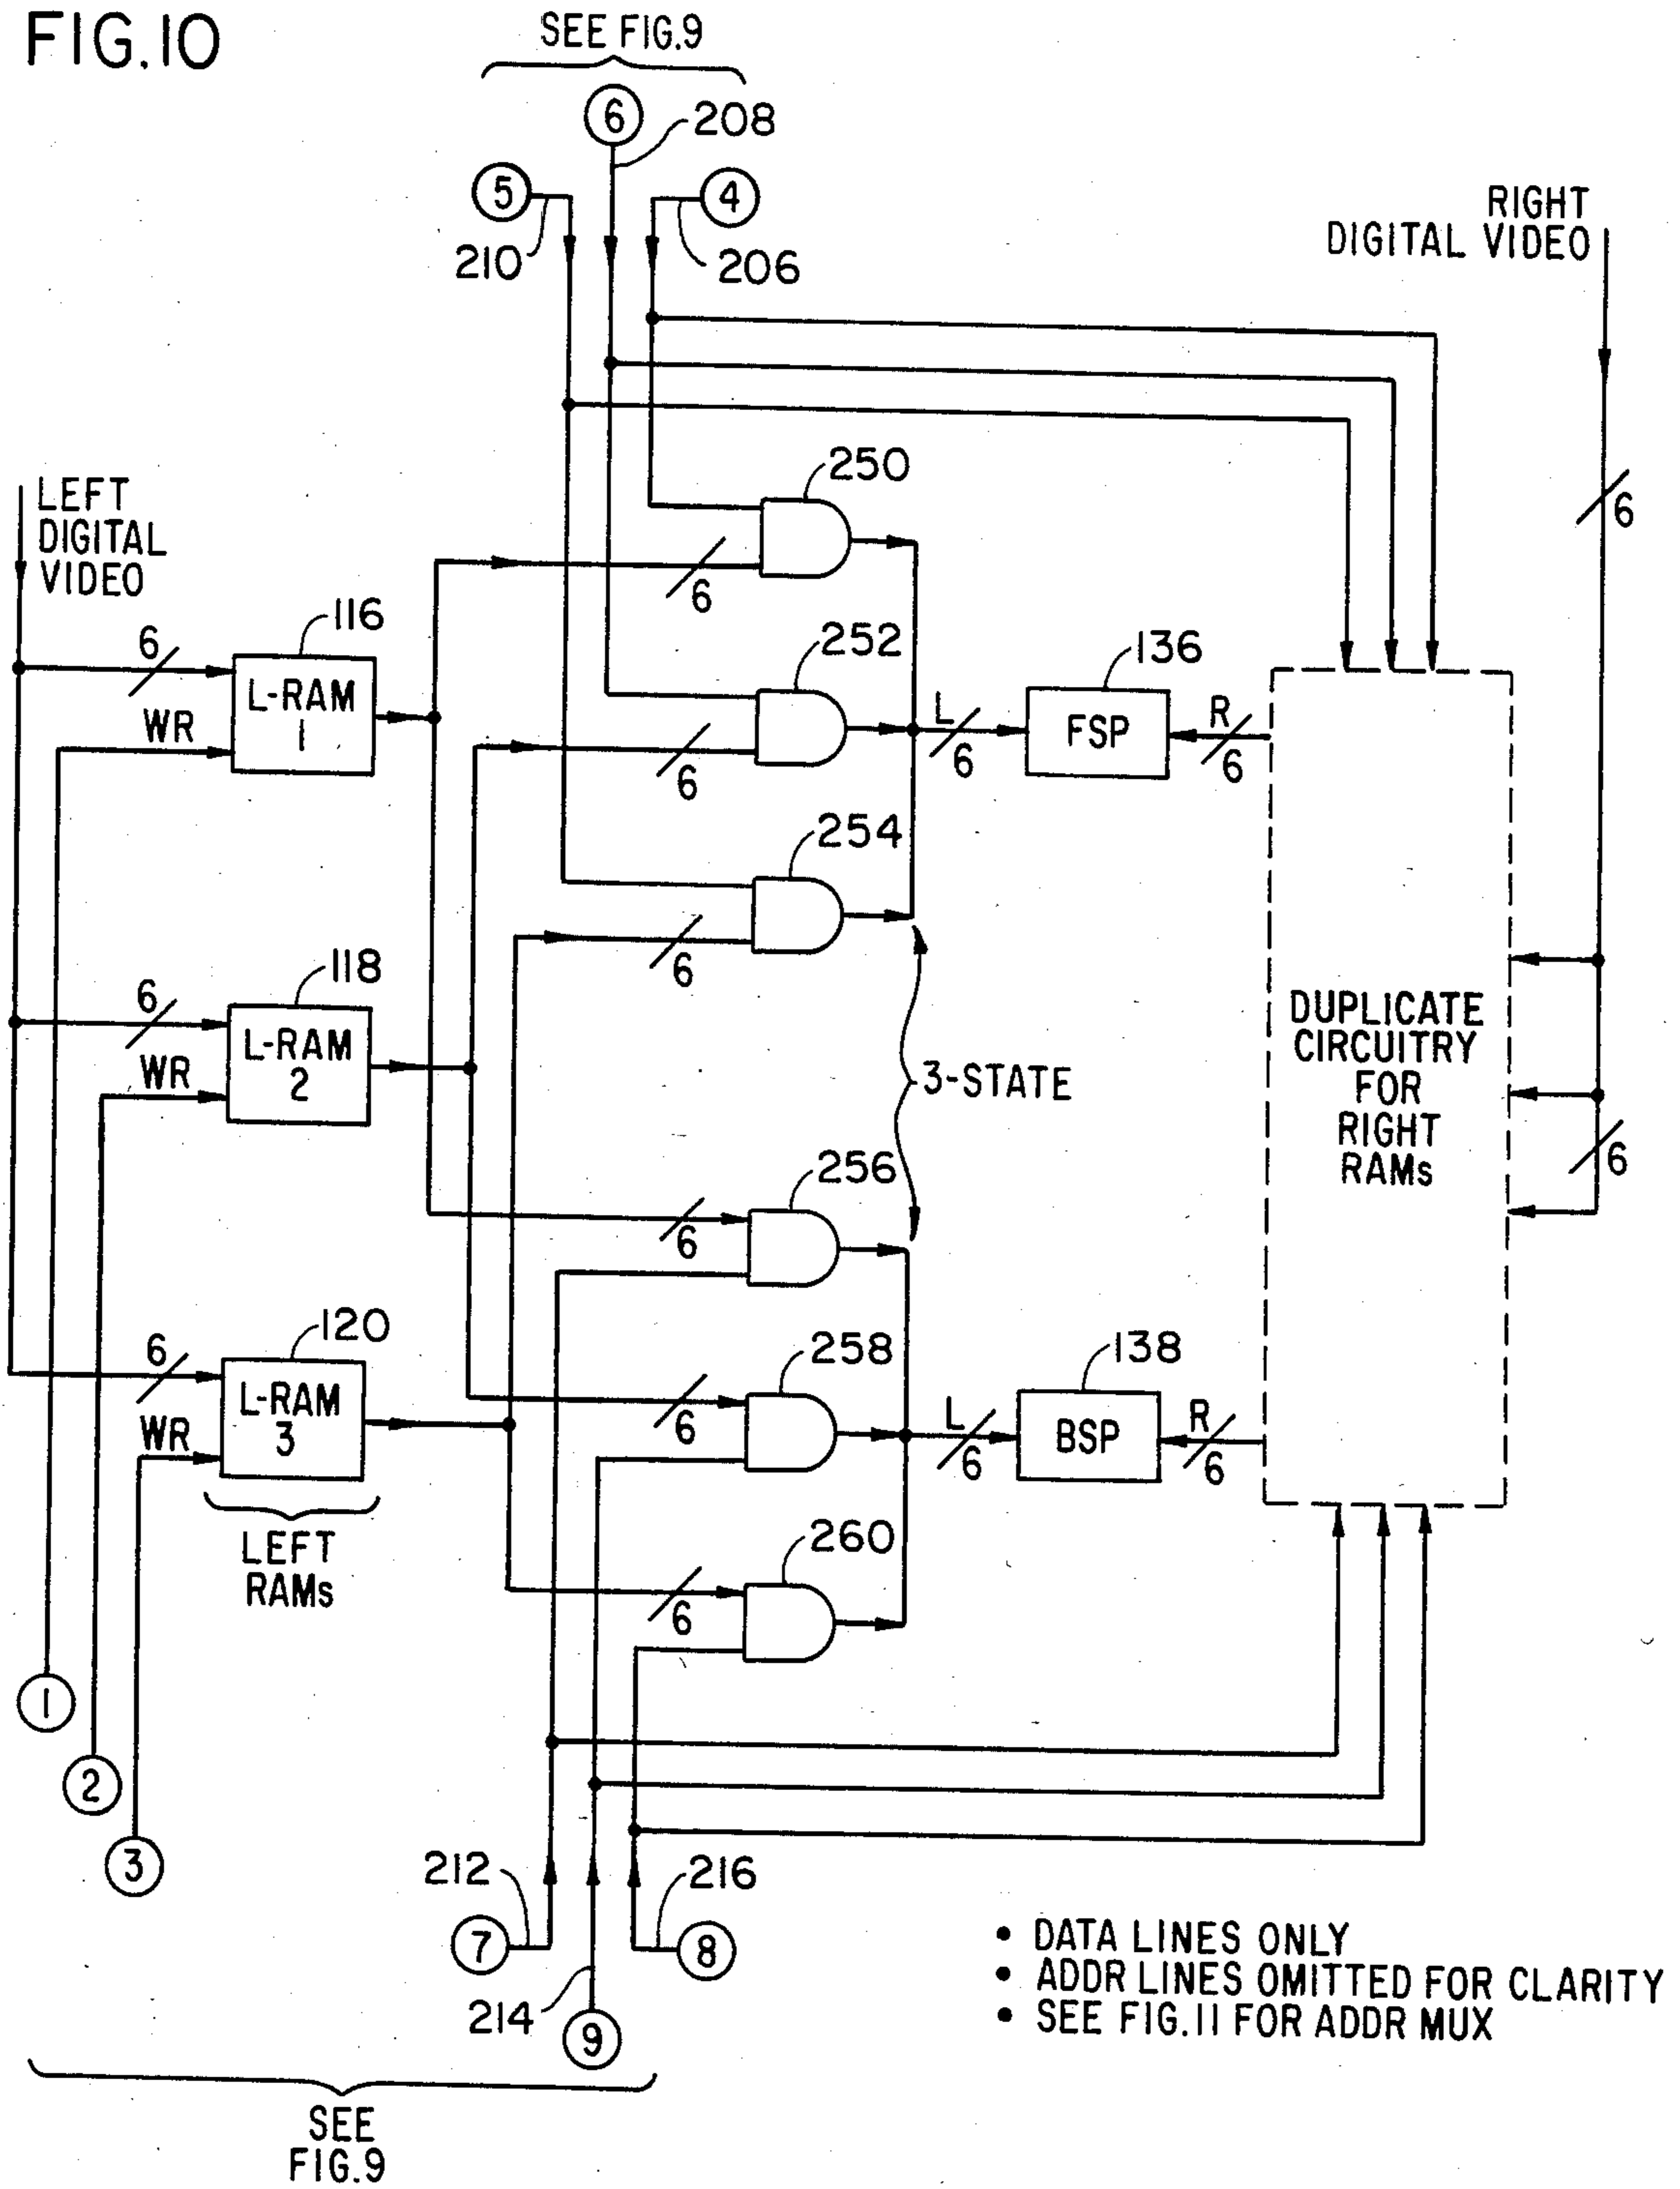 FIG.10
SEE FIG.9
6
208
5
4
210
206
RIGHT
DIGITAL VIDEO
6
LEFT
DIGITAL
VIDEO
250
6
116
6
L-RAM
1
WR
252
6
136
L
6
FSP
R
6
254
6
118
6
L-RAM
2
WR
3-STATE
DUPLICATE
CIRCUITRY
FOR
RIGHT
RAMs
6
256
6
120
6
L-RAM
3
WR
258
6
138
L
6
BSP
R
6
LEFT
RAMs
260
6
1
2
3
212
216
7
8
214
9
• DATA LINES ONLY
• ADDR LINES OMITTED FOR CLARITY
• SEE FIG.11 FOR ADDR MUX
SEE
FIG.9